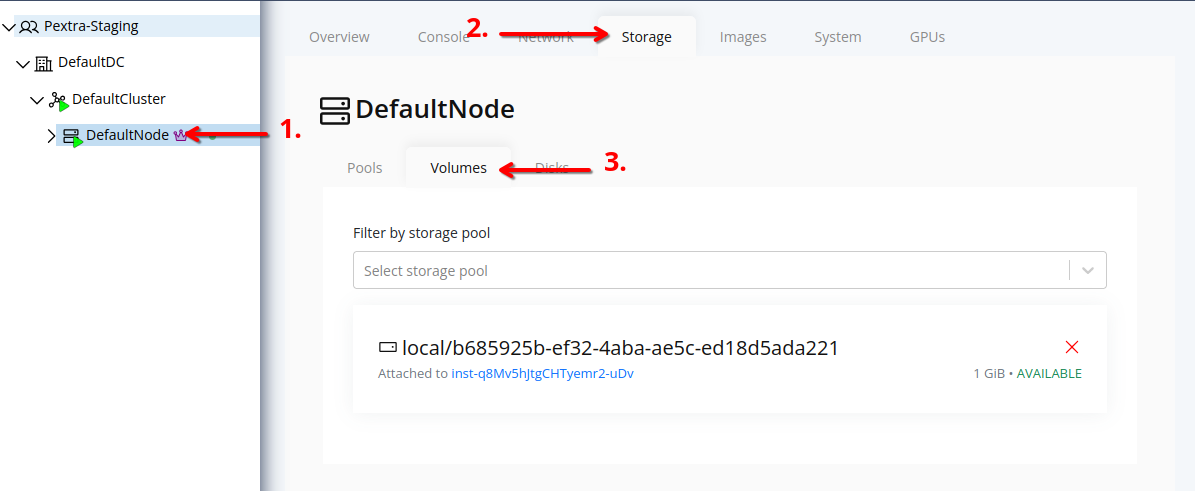 Pextra-Staging
DefaultDC
DefaultCluster
DefaultNode
1.
2.
3.
Overview Console Network Storage Images System GPUs
DefaultNode
Pools Volumes Disks
Filter by storage pool
Select storage pool
local/b685925b-ef32-4aba-ae5c-ed18d5ada221
Attached to inst-q8Mv5hJtgCHTyemr2-uDv
1 GiB • AVAILABLE